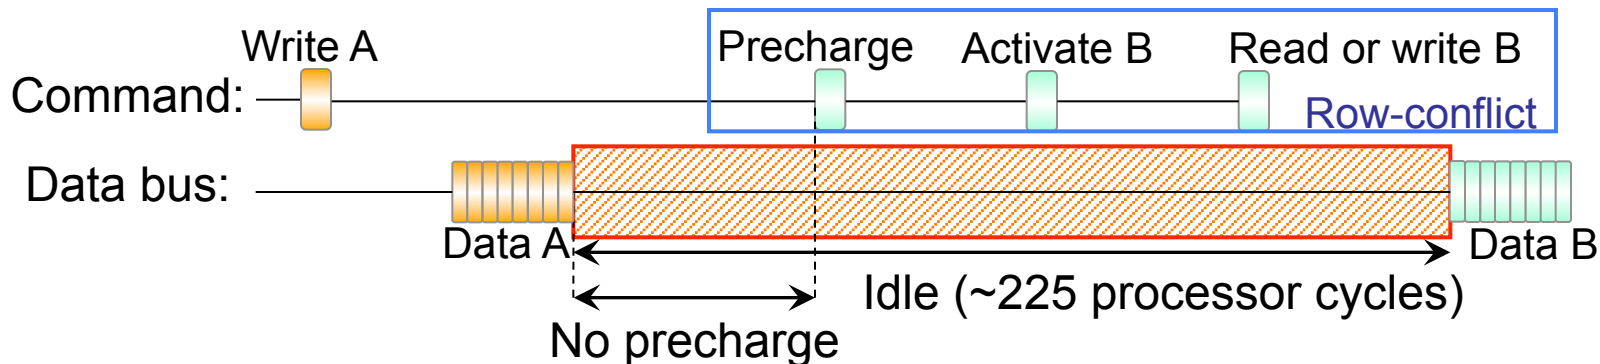 Write A
Precharge
Activate B
Read or write B
Command:
Row-conflict
Data bus:
Data A
Data B
Idle (~225 processor cycles)
No precharge